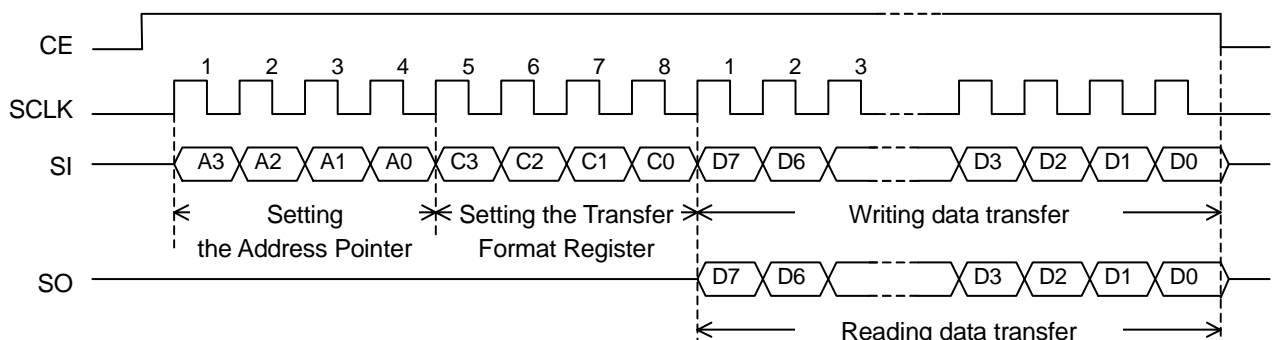 CE
1 2 3 4 5 6 7 8 1 2 3
SCLK
SI A3 A2 A1 A0 C3 C2 C1 C0 D7 D6 D3 D2 D1 D0
Setting Setting the Transfer Writing data transfer
the Address Pointer Format Register
SO D7 D6 D3 D2 D1 D0
Reading data transfer